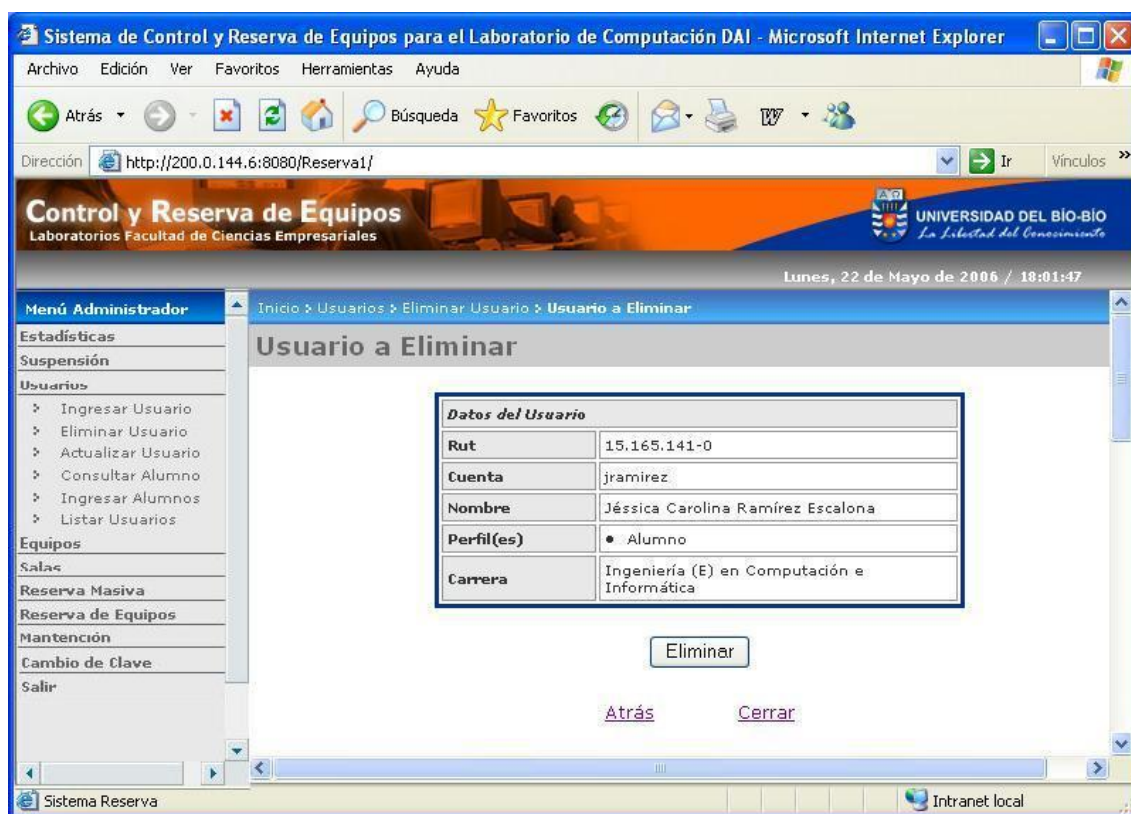 Sistema de Control y Reserva de Equipos para el Laboratorio de Computación DAI - Microsoft Internet Explorer
Archivo Edición Ver Favoritos Herramientas Ayuda
Atrás Búsqueda Favoritos
Dirección http://200.0.144.6:8080/Reserva1/ Ir Vínculos »
Control y Reserva de Equipos
Laboratorios Facultad de Ciencias Empresariales
UNIVERSIDAD DEL BÍO-BÍO
La Libertad del Conocimiento
Lunes, 22 de Mayo de 2006 / 18:01:47
Menú Administrador
Estadísticas
Suspensión
Usuarios
Ingresar Usuario
Eliminar Usuario
Actualizar Usuario
Consultar Alumno
Ingresar Alumnos
Listar Usuarios
Equipos
Salas
Reserva Masiva
Reserva de Equipos
Mantención
Cambio de Clave
Salir
Inicio > Usuarios > Eliminar Usuario > Usuario a Eliminar
Usuario a Eliminar
Datos del Usuario
Rut 15.165.141-0
Cuenta jramirez
Nombre Jéssica Carolina Ramírez Escalona
Perfil(es) • Alumno
Carrera Ingeniería (E) en Computación e
Informática
Eliminar
Atrás Cerrar
Sistema Reserva Intranet local